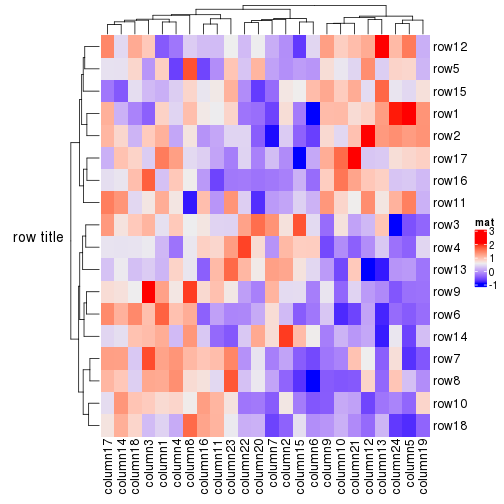 row12
row5
row15
row1
row2
row17
row16
row11
row3
row title
row4
row13
row9
row6
row14
row7
row8
row10
row18
mat
3
2
1
0
-1
column17
column14
column18
column3
column1
column4
column8
column16
column11
column23
column22
column20
column7
column2
column15
column6
column9
column10
column21
column12
column13
column24
column5
column19